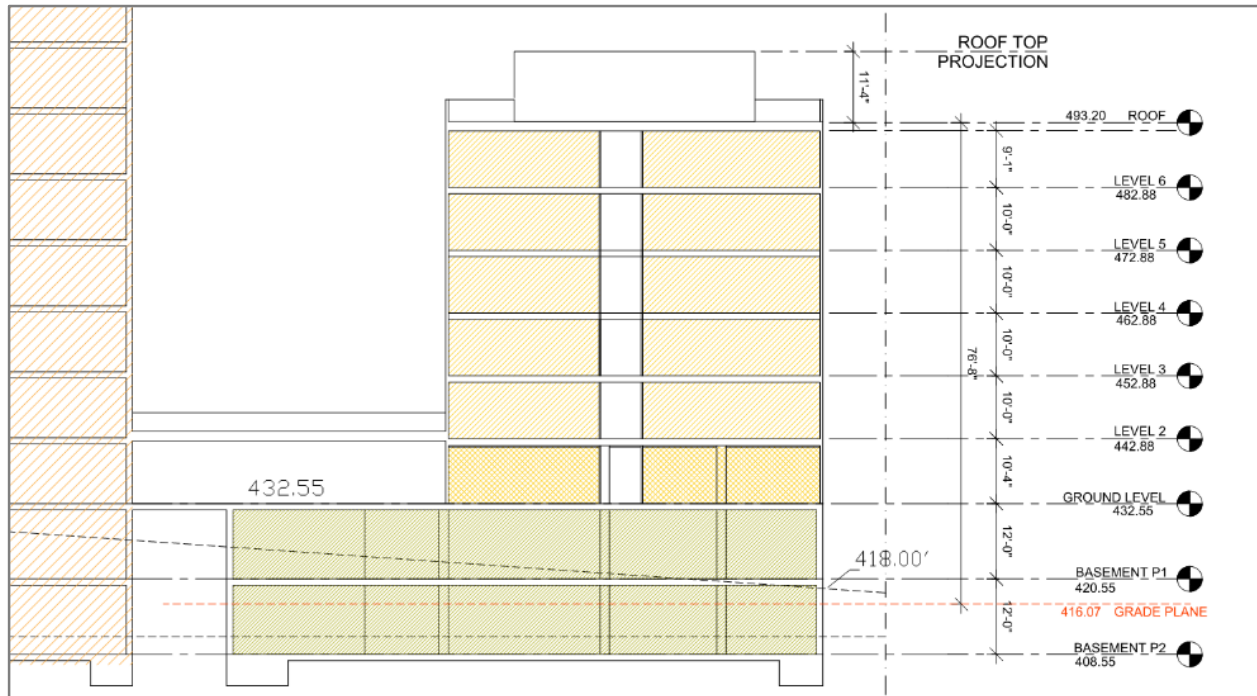 ROOF TOP
PROJECTION
11'-4"
493.20 ROOF
9'-1"
LEVEL 6
482.88
10'-0"
LEVEL 5
472.88
10'-0"
LEVEL 4
462.88
10'-0"
76'-8"
LEVEL 3
452.88
10'-0"
LEVEL 2
442.88
10'-4"
432.55
GROUND LEVEL
432.55
12'-0"
418.00'
BASEMENT P1
420.55
416.07 GRADE PLANE
12'-0"
BASEMENT P2
408.55